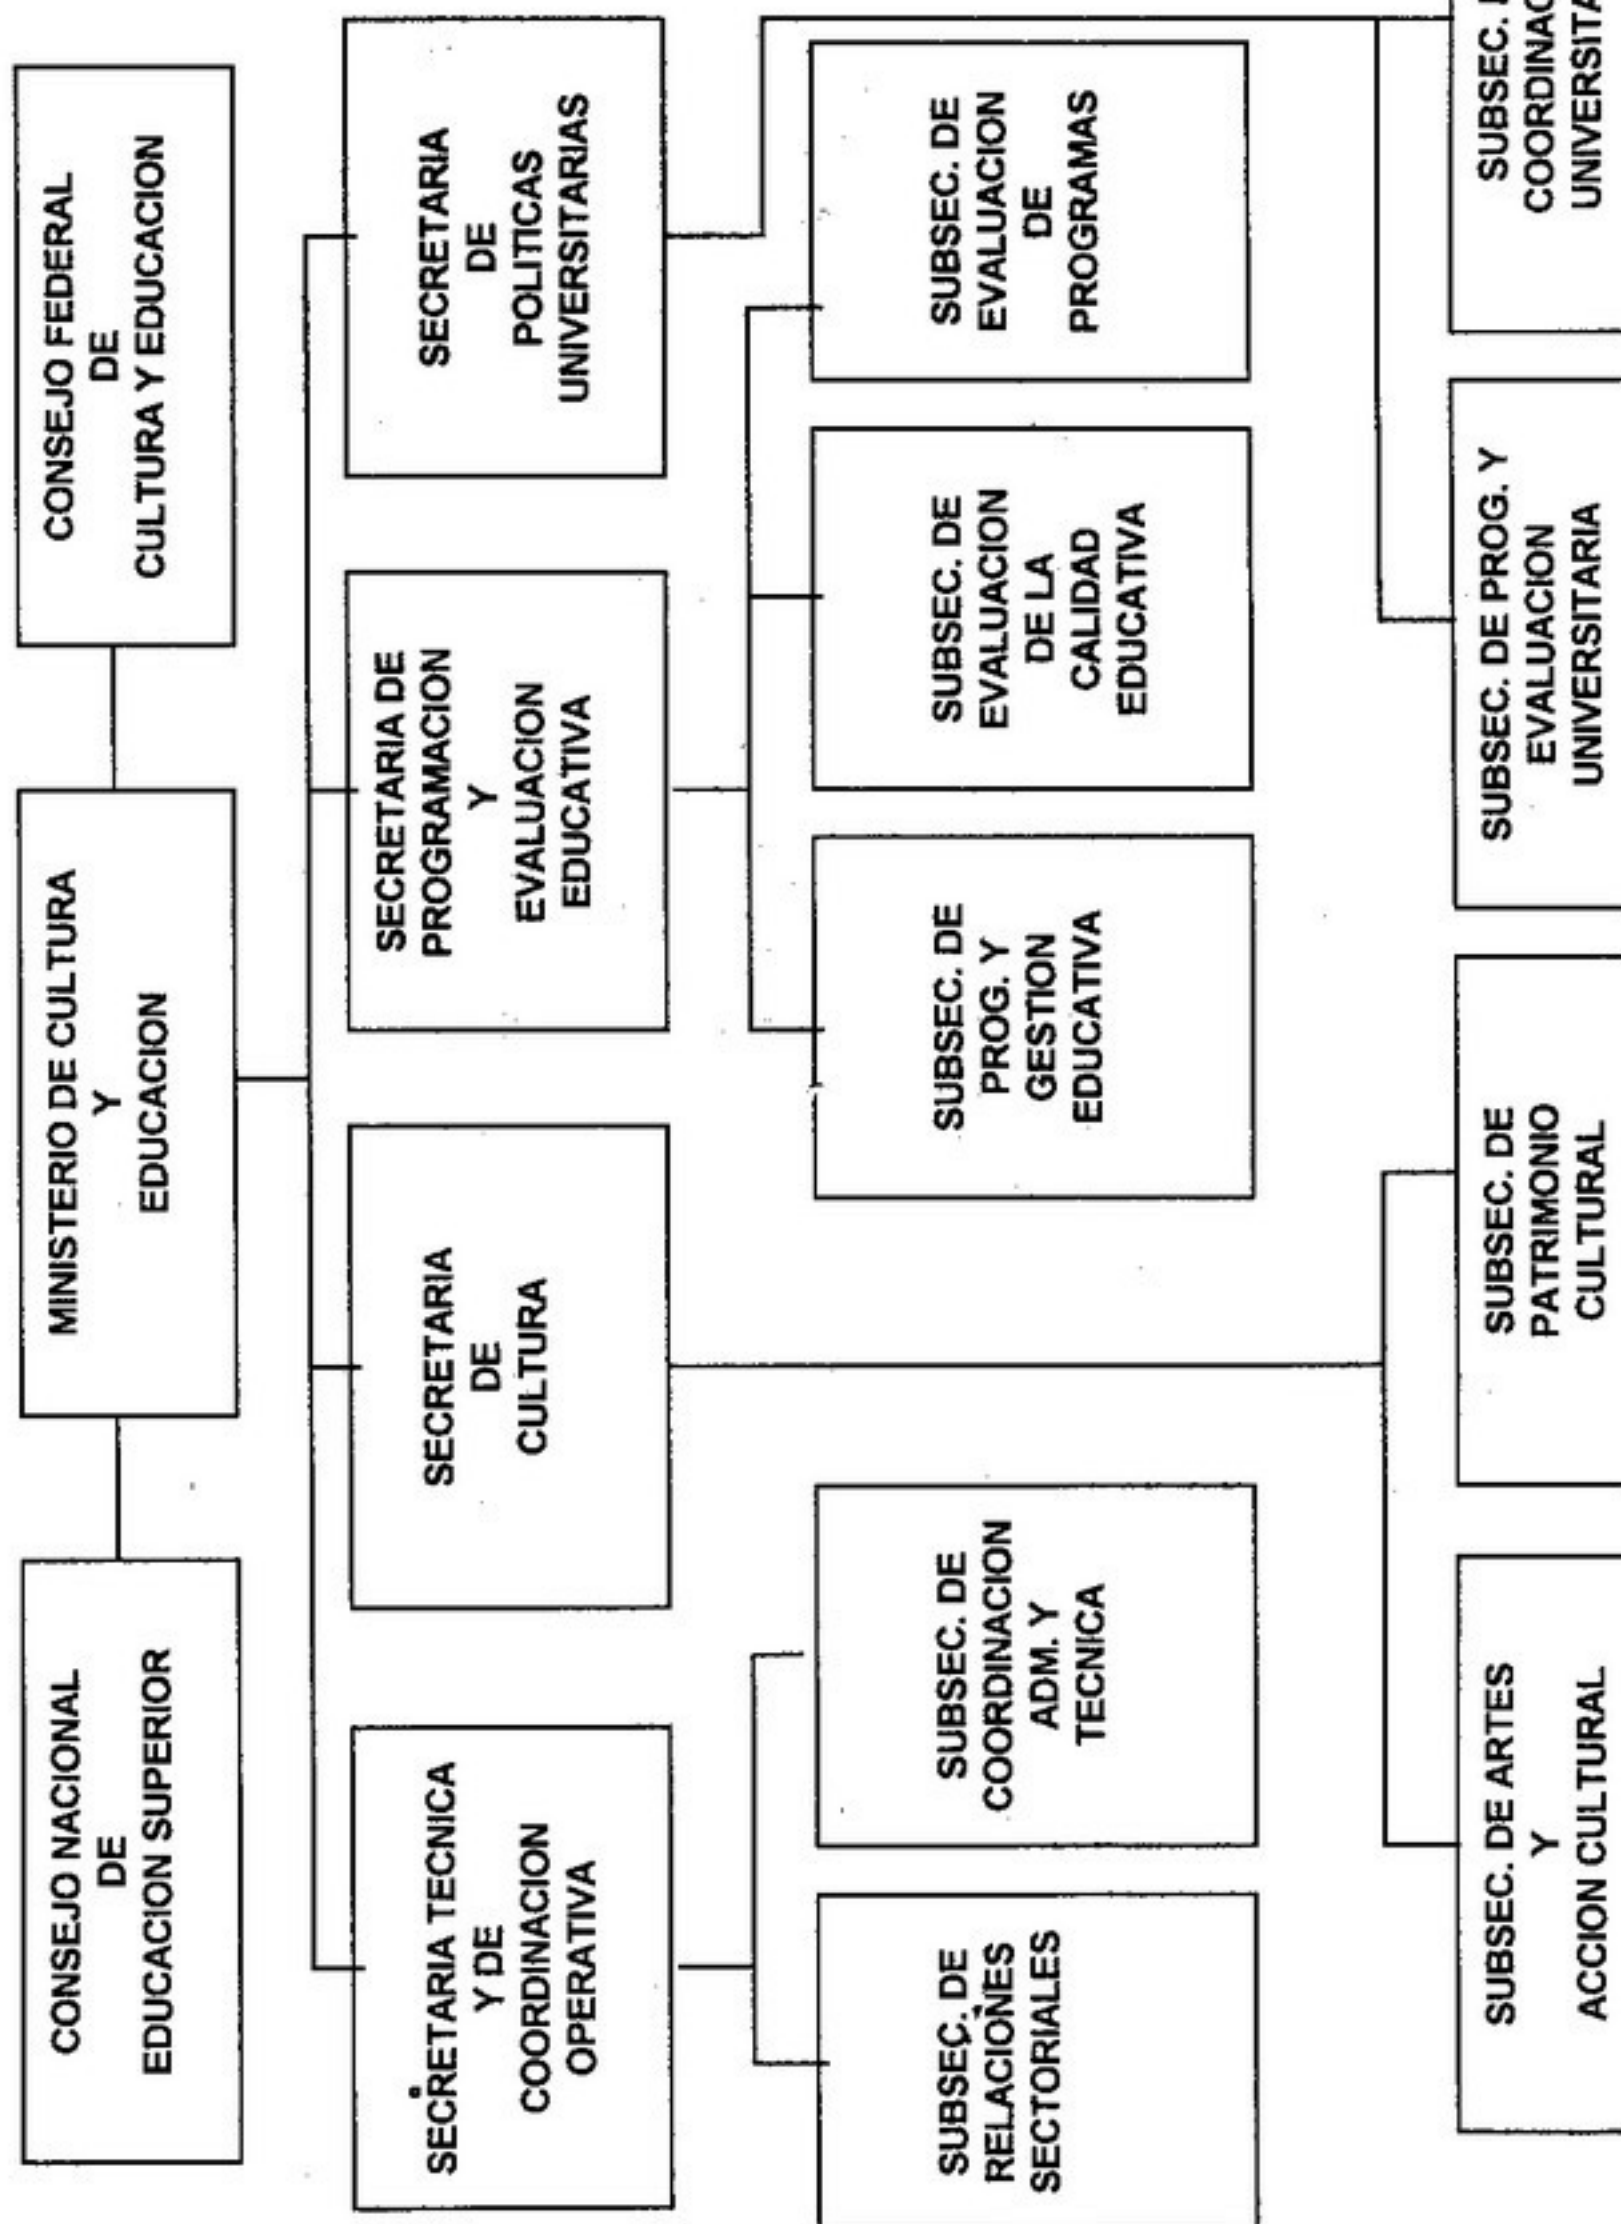 CONSEJO NACIONAL
DE
EDUCACION SUPERIOR
MINISTERIO DE CULTURA
Y
EDUCACION
CONSEJO FEDERAL
DE
CULTURA Y EDUCACION
SECRETARIA TECNICA
Y DE
COORDINACION
OPERATIVA
SECRETARIA
DE
CULTURA
SECRETARIA DE
PROGRAMACION
Y
EVALUACION
EDUCATIVA
SECRETARIA
DE
POLITICAS
UNIVERSITARIAS
SUBSEC. DE
RELACIONES
SECTORIALES
SUBSEC. DE
COORDINACION
ADM. Y
TECNICA
SUBSEC. DE
PROG. Y
GESTION
EDUCATIVA
SUBSEC. DE
EVALUACION
DE LA
CALIDAD
EDUCATIVA
SUBSEC. DE
EVALUACION
DE
PROGRAMAS
SUBSEC. DE ARTES
Y
ACCION CULTURAL
SUBSEC. DE
PATRIMONIO
CULTURAL
SUBSEC. DE PROG. Y
EVALUACION
UNIVERSITARIA
SUBSEC.